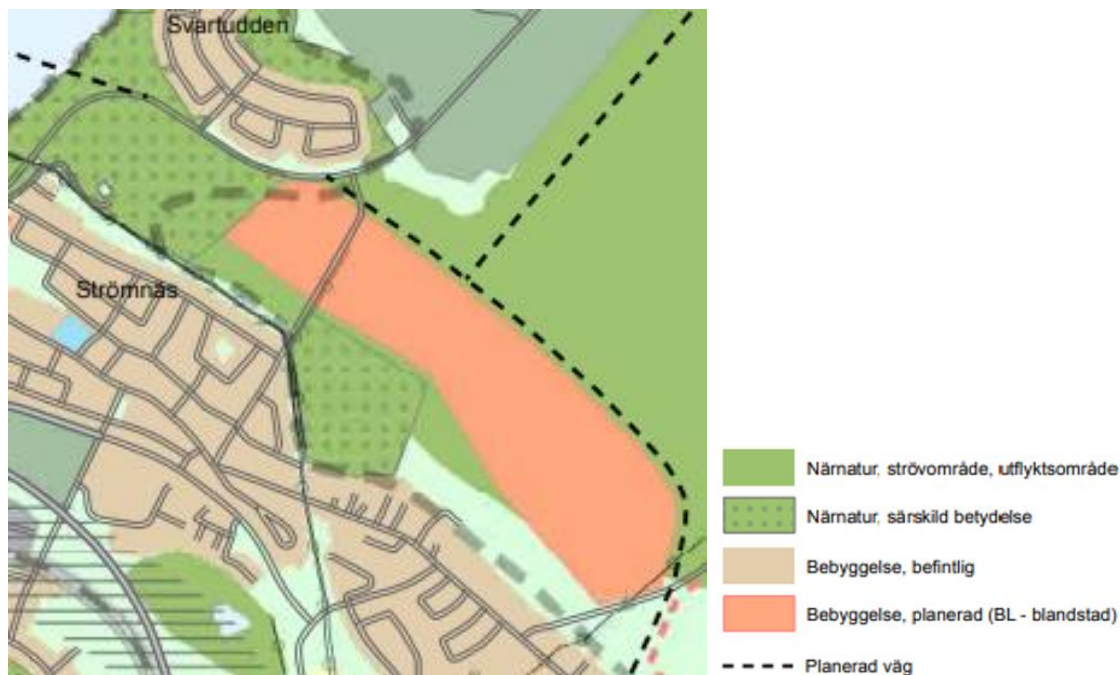 Svartudden
Strömnäs
Närnatur, strövområde, utflyktsområde
Närnatur, särskild betydelse
Bebyggelse, befintlig
Bebyggelse, planerad (BL - blandstad)
Planerad väg